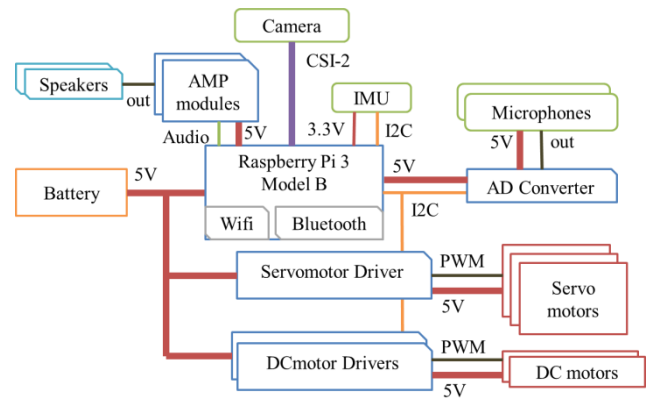 Camera
CSI-2
Speakers
out
AMP
modules
Audio
5V
IMU
3.3V
I2C
Microphones
5V
out
Battery
5V
Raspberry Pi 3
Model B
Wifi
Bluetooth
5V
I2C
AD Converter
Servomotor Driver
PWM
5V
Servo
motors
DCmotor Drivers
PWM
5V
DC motors